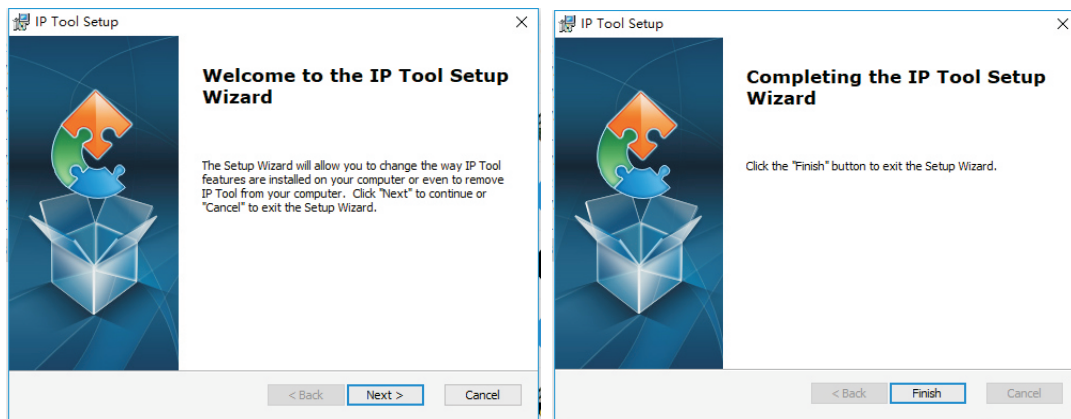 IP Tool Setup
Welcome to the IP Tool Setup
Wizard
The Setup Wizard will allow you to change the way IP Tool
features are installed on your computer or even to remove
IP Tool from your computer. Click "Next" to continue or
"Cancel" to exit the Setup Wizard.
< Back
Next >
Cancel
IP Tool Setup
Completing the IP Tool Setup
Wizard
Click the "Finish" button to exit the Setup Wizard.
< Back
Finish
Cancel